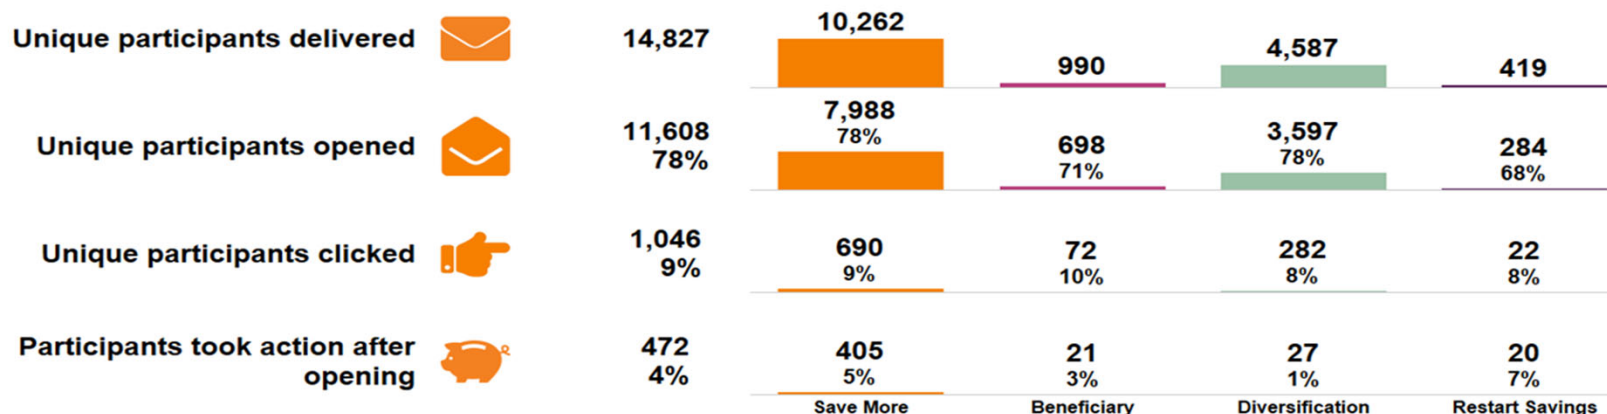 Unique participants delivered 14,827 10,262 990 4,587 419
Unique participants opened 11,608 7,988 698 3,597 284
78% 78% 71% 78% 68%
Unique participants clicked 1,046 690 72 282 22
9% 9% 10% 8% 8%
Participants took action after 472 405 21 27 20
opening 4% 5% 3% 1% 7%
Save More Beneficiary Diversification Restart Savings